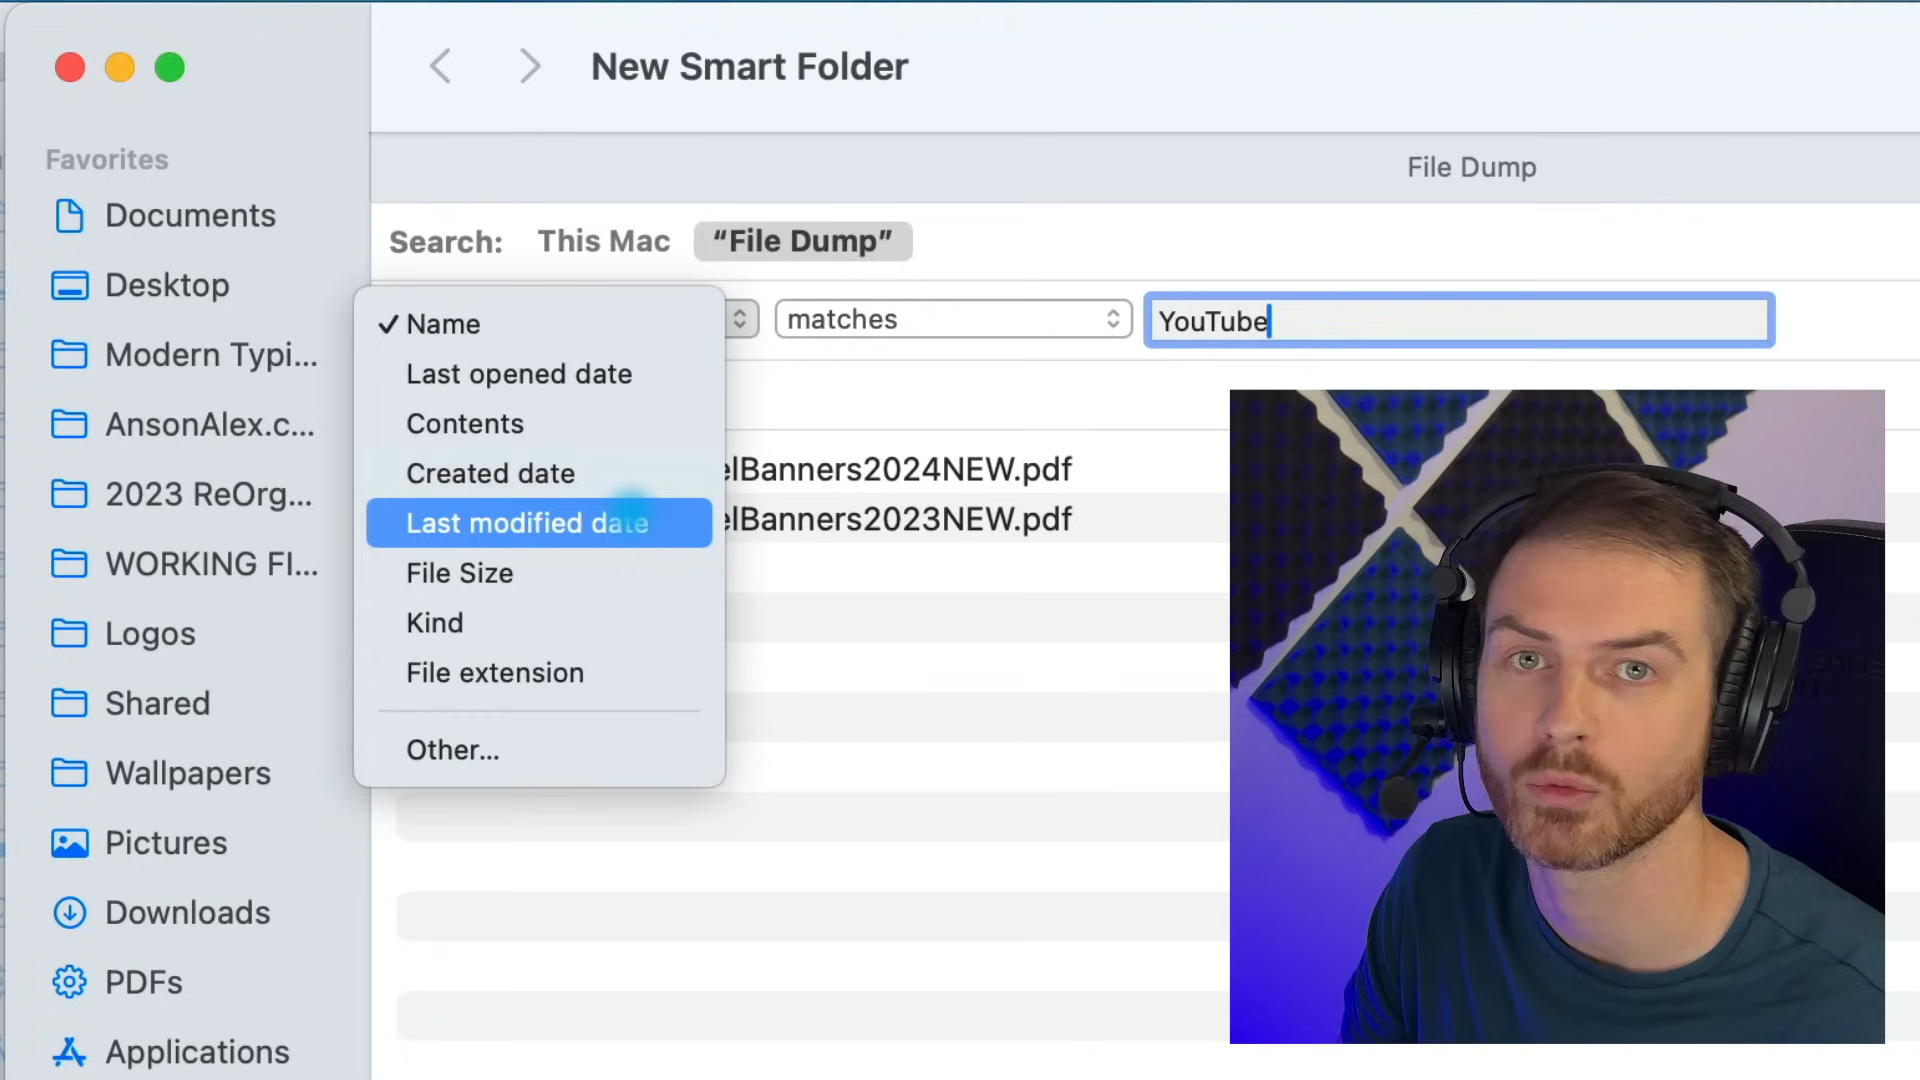 New Smart Folder
Favorites
Documents
Desktop
Modern Typi...
AnsonAlex.c...
2023 ReOrg...
WORKING FI...
Logos
Shared
Wallpapers
Pictures
Downloads
PDFs
Applications
File Dump
Search: This Mac “File Dump”
matches YouTube
✓ Name
Last opened date
Contents
Created date
Last modified date
File Size
Kind
File extension
Other...
elBanners2024NEW.pdf
elBanners2023NEW.pdf